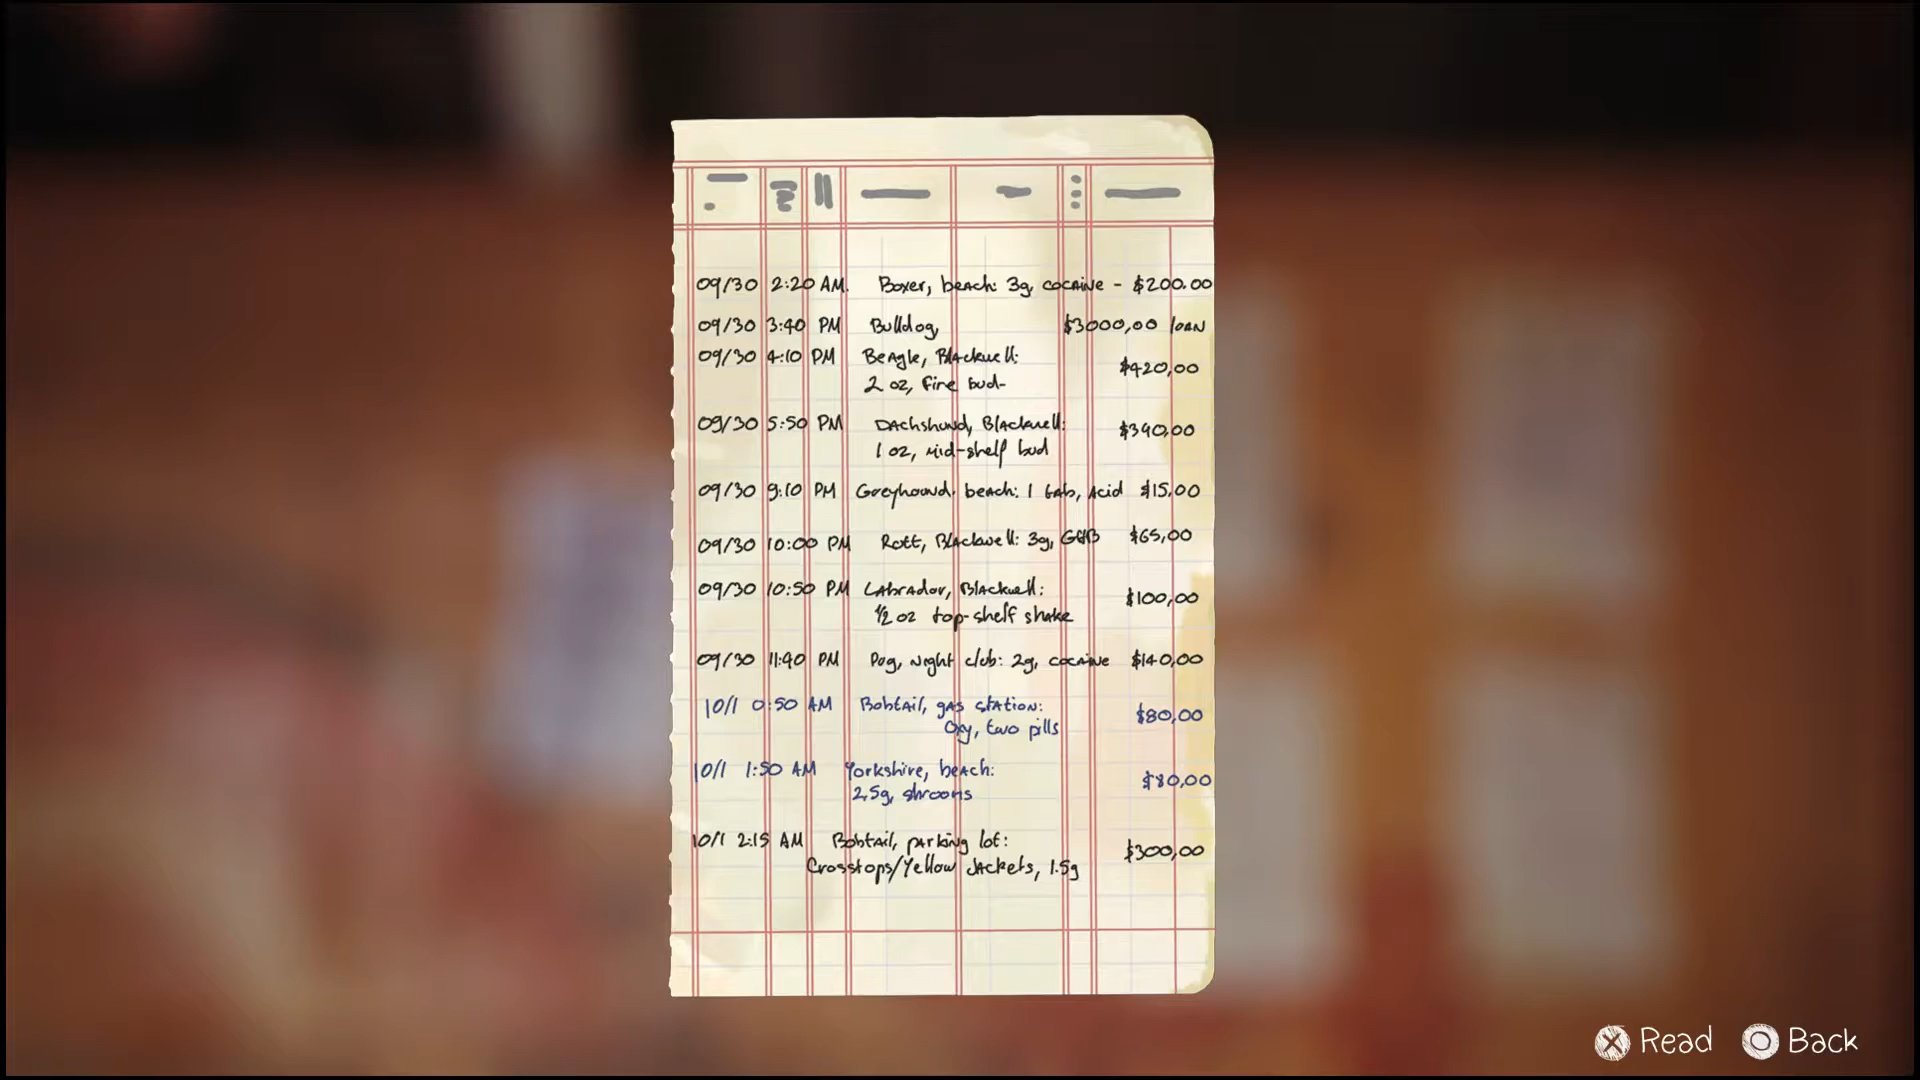 09/30 2:20 AM. Boxer, beach: 3g, cocaine - $200.00
09/30 3:40 PM Bulldog, $3000,00 loan
09/30 4:10 PM Beagle, Blackwell:
2 oz, fine bud- $420,00
09/30 5:50 PM Dachshund, Blackwell: $340,00
1 oz, mid-shelf bud
09/30 9:10 PM Greyhound, beach: 1 tab, acid $15,00
09/30 10:00 PM Rott, Blackwell: 3g, GHB $65,00
09/30 10:50 PM Labrador, Blackwell: $100,00
1/2 oz top-shelf shake
09/30 11:40 PM Pug, night club: 2g, cocaine $140,00
10/1 0:50 AM Bobtail, gas station: $80,00
Oxy, two pills
10/1 1:50 AM Yorkshire, beach: $80,00
2,5g, shrooms
10/1 2:15 AM Bobtail, parking lot: $300,00
Crosstops/Yellow Jackets, 1.5g
Read Back